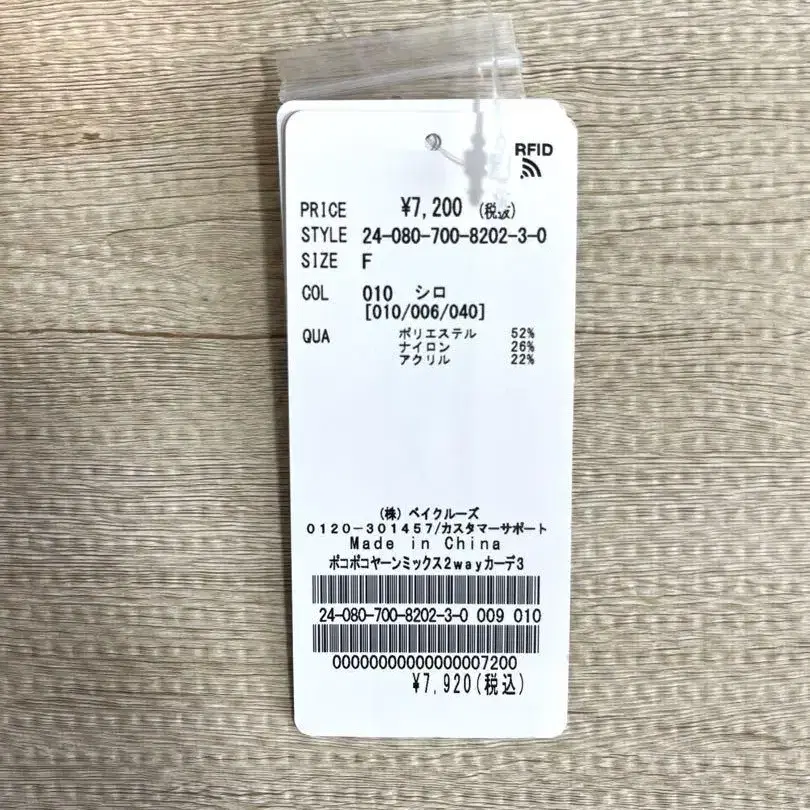 RFID
PRICE ¥7,200 (税抜)
STYLE 24-080-700-8202-3-0
SIZE F
COL 010 シロ
[010/006/040]
QUA ポリエステル 52%
ナイロン 26%
アクリル 22%
(株) ベイクルーズ
0120-301457/カスタマーサポート
Made in China
ポコポコヤーンミックス2wayカーデ3
24-080-700-8202-3-0 009 010
00000000000000007200
¥7,920(税込)